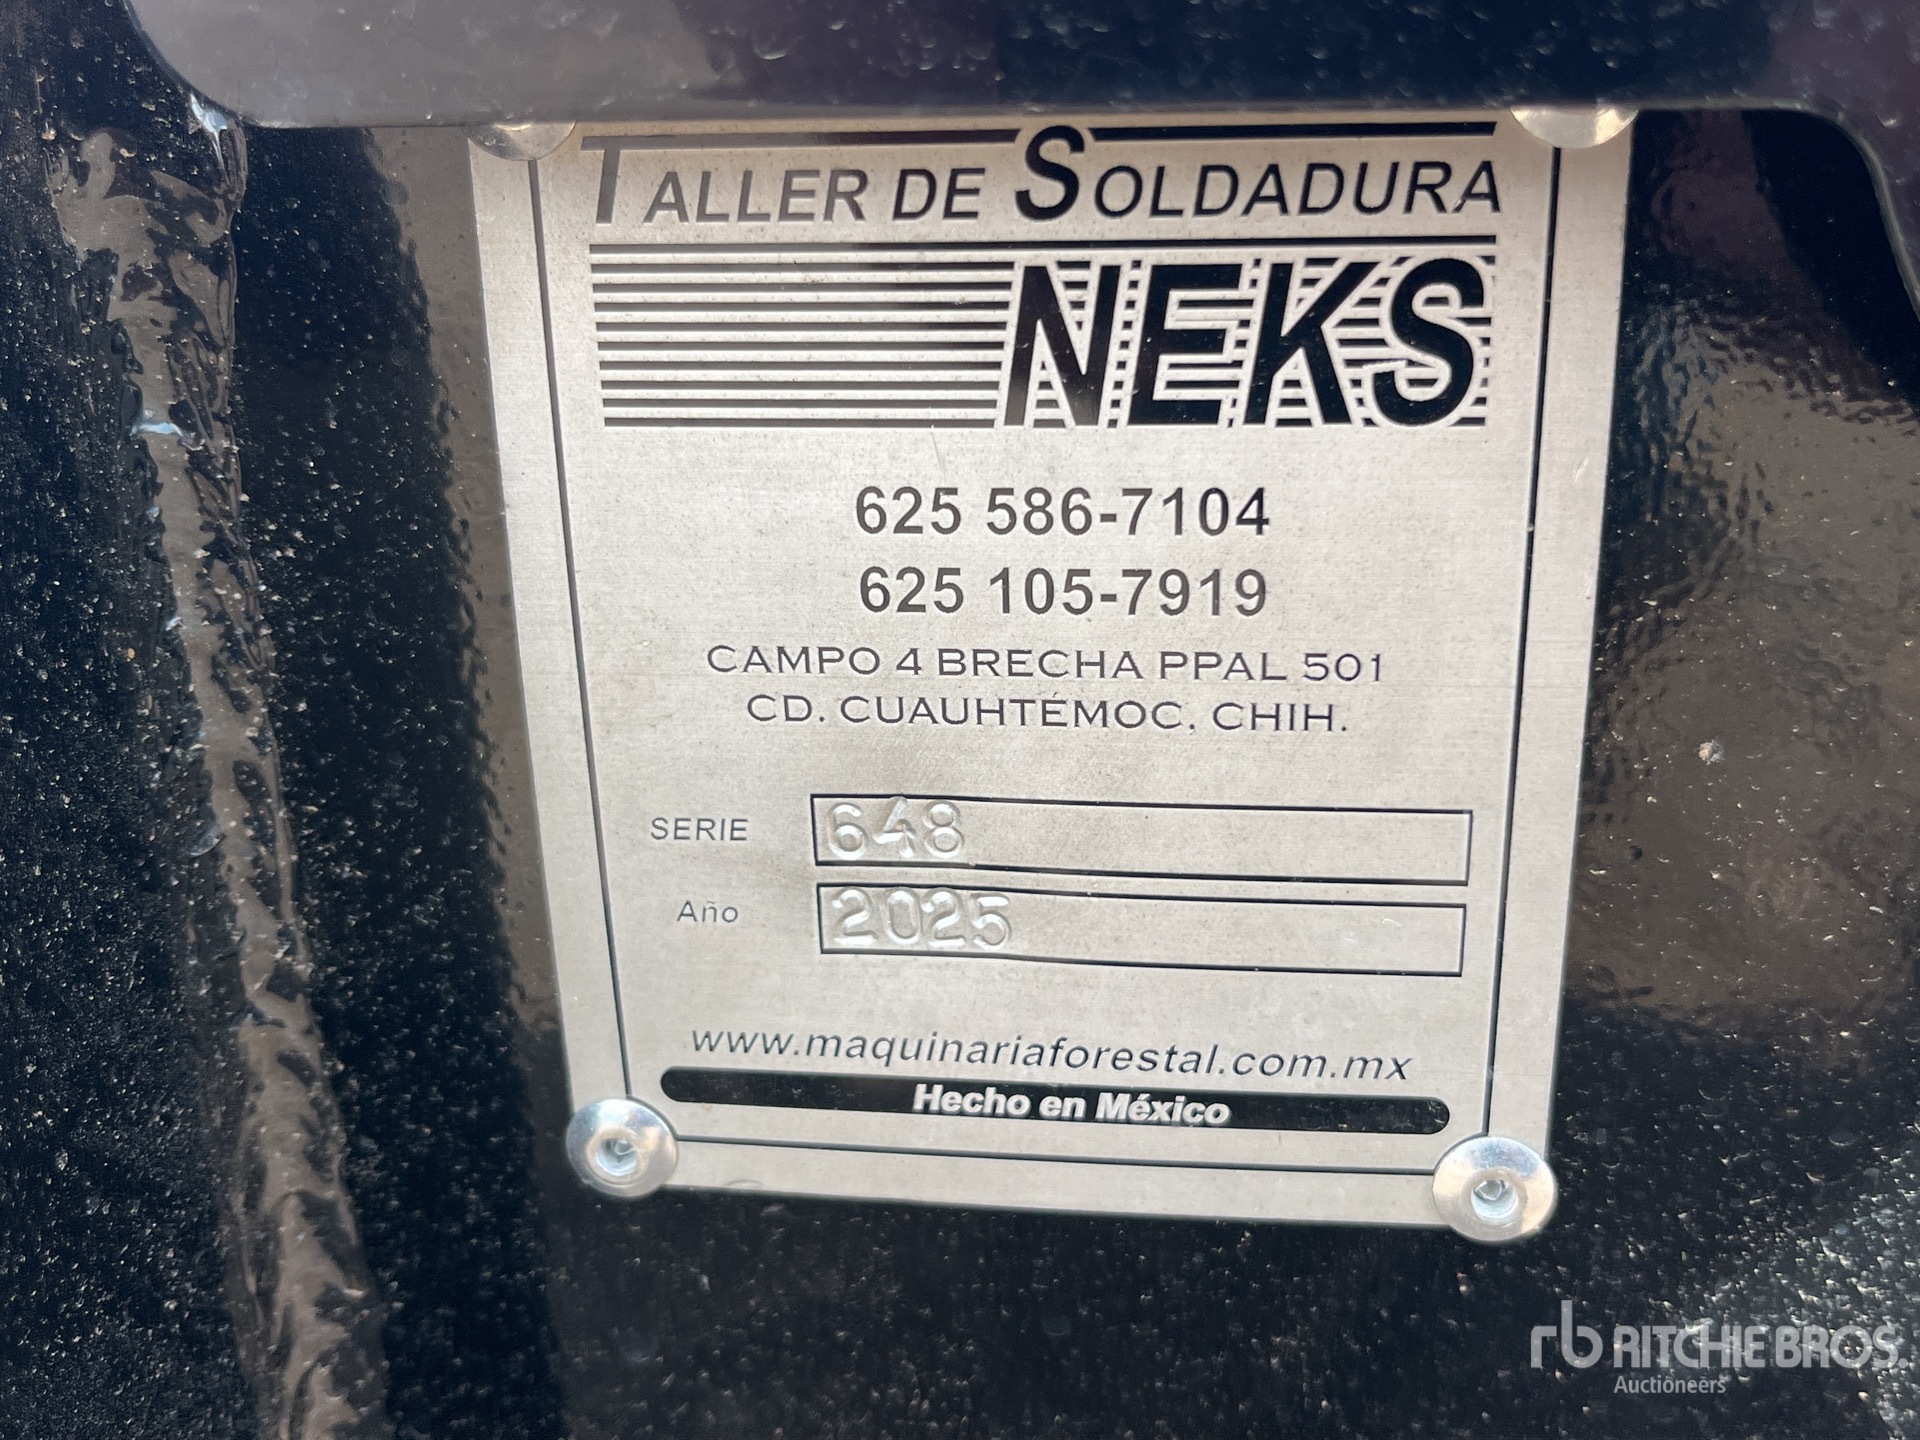 TALLER DE SOLDADURA
NEKS
625 586-7104
625 105-7919
CAMPO 4 BRECHA PPAL 501
CD. CUAUHTÉMOC, CHIH.
SERIE 648
Año 2025
www.maquinariaforestal.com.mx
Hecho en México
rb RITCHIE BROS.
Auctioneers